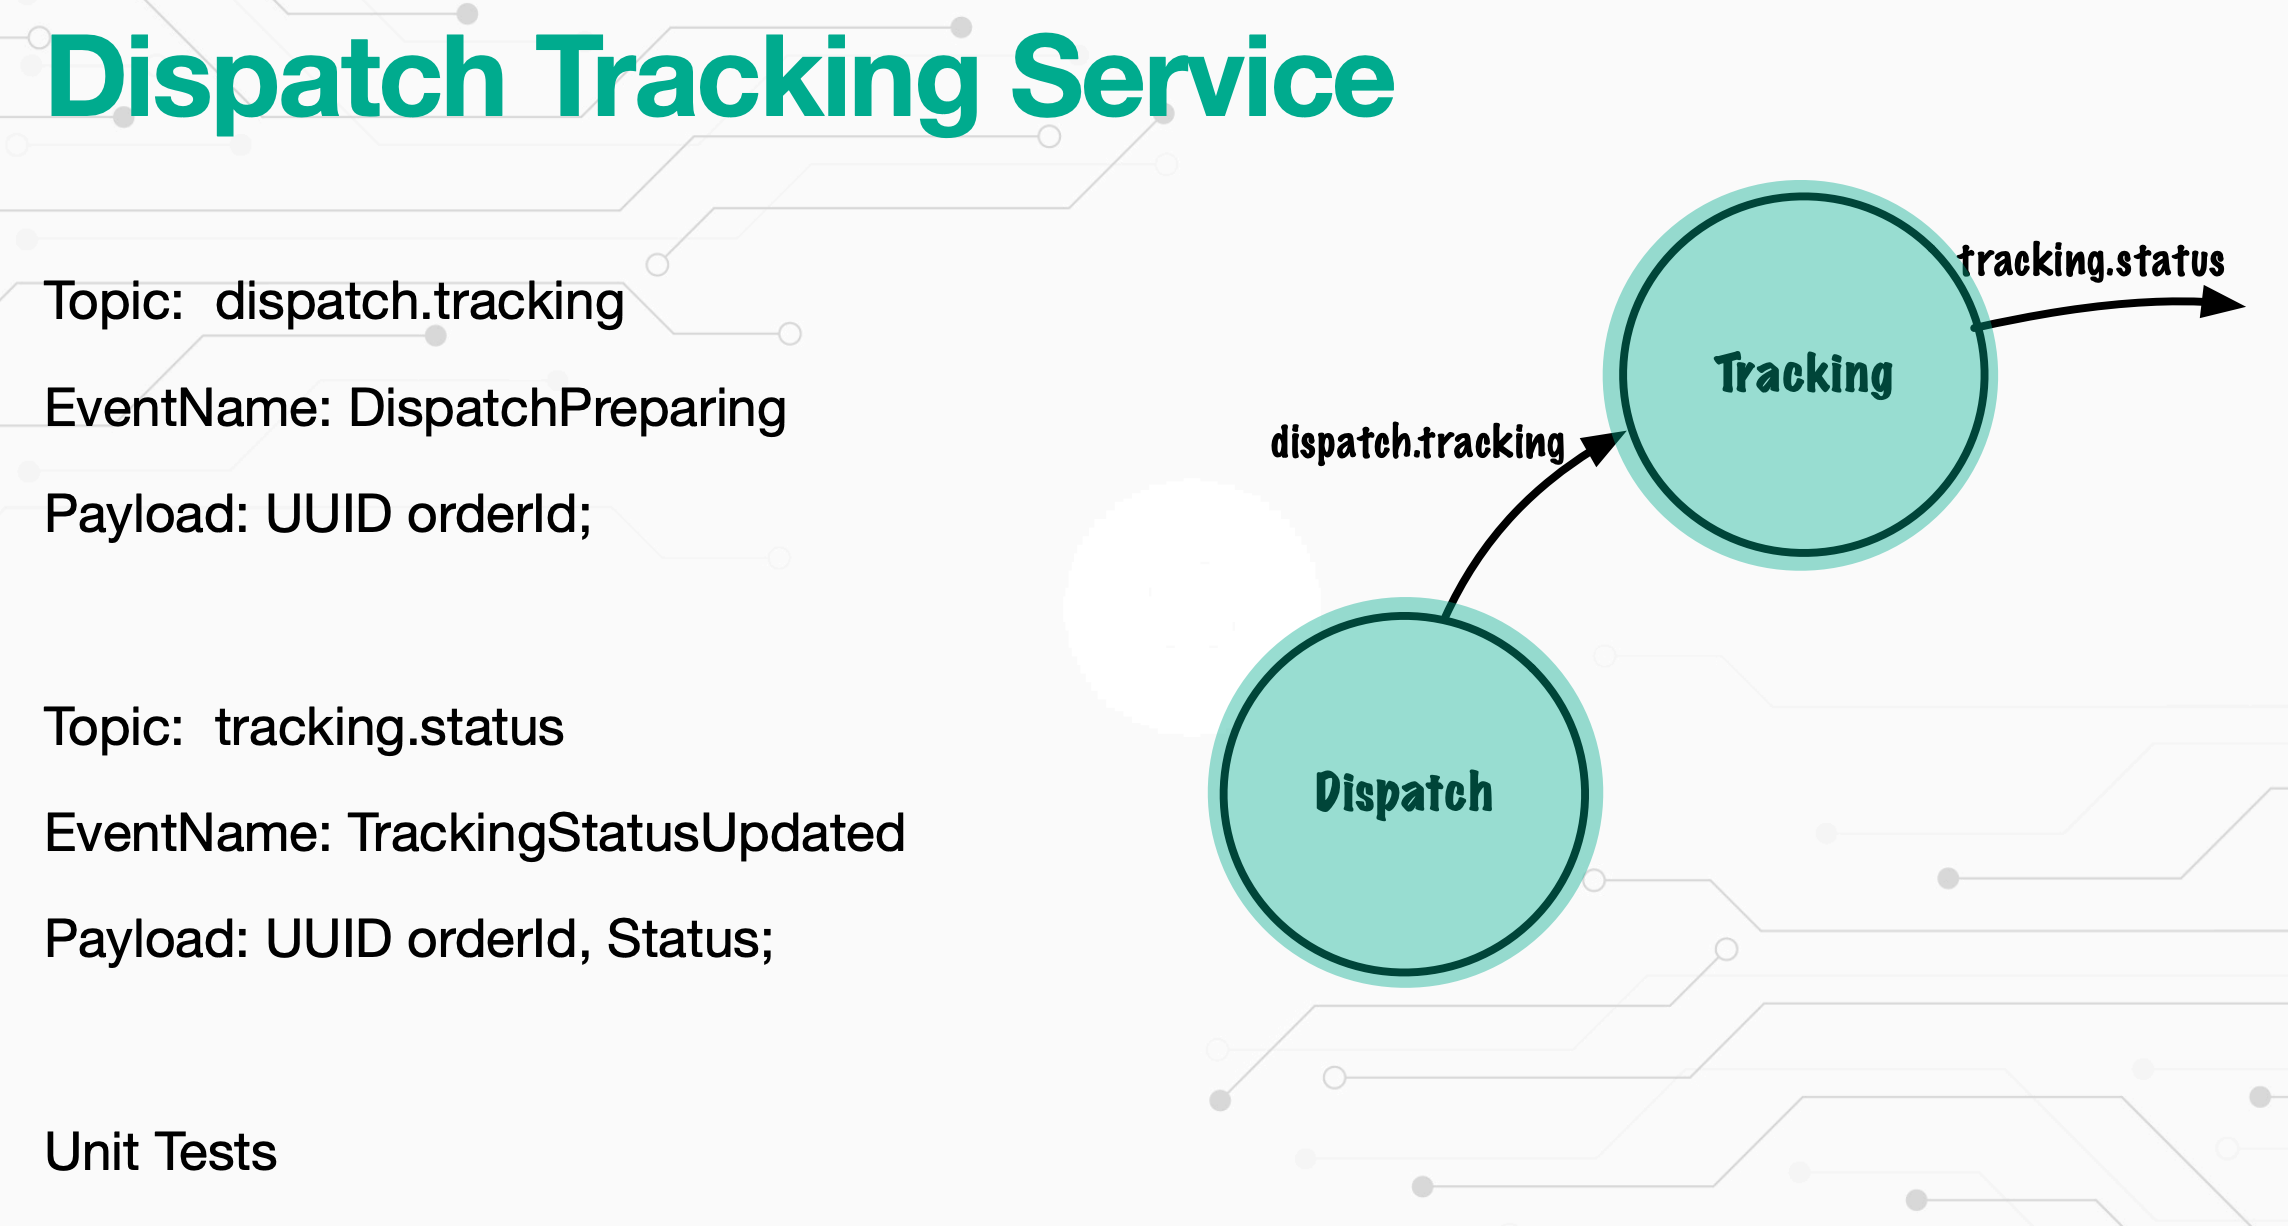 Dispatch Tracking Service
Topic: dispatch.tracking
EventName: DispatchPreparing
Payload: UUID orderId;
Topic: tracking.status
EventName: TrackingStatusUpdated
Payload: UUID orderId, Status;
Unit Tests
tracking.status
Tracking
dispatch.tracking
Dispatch